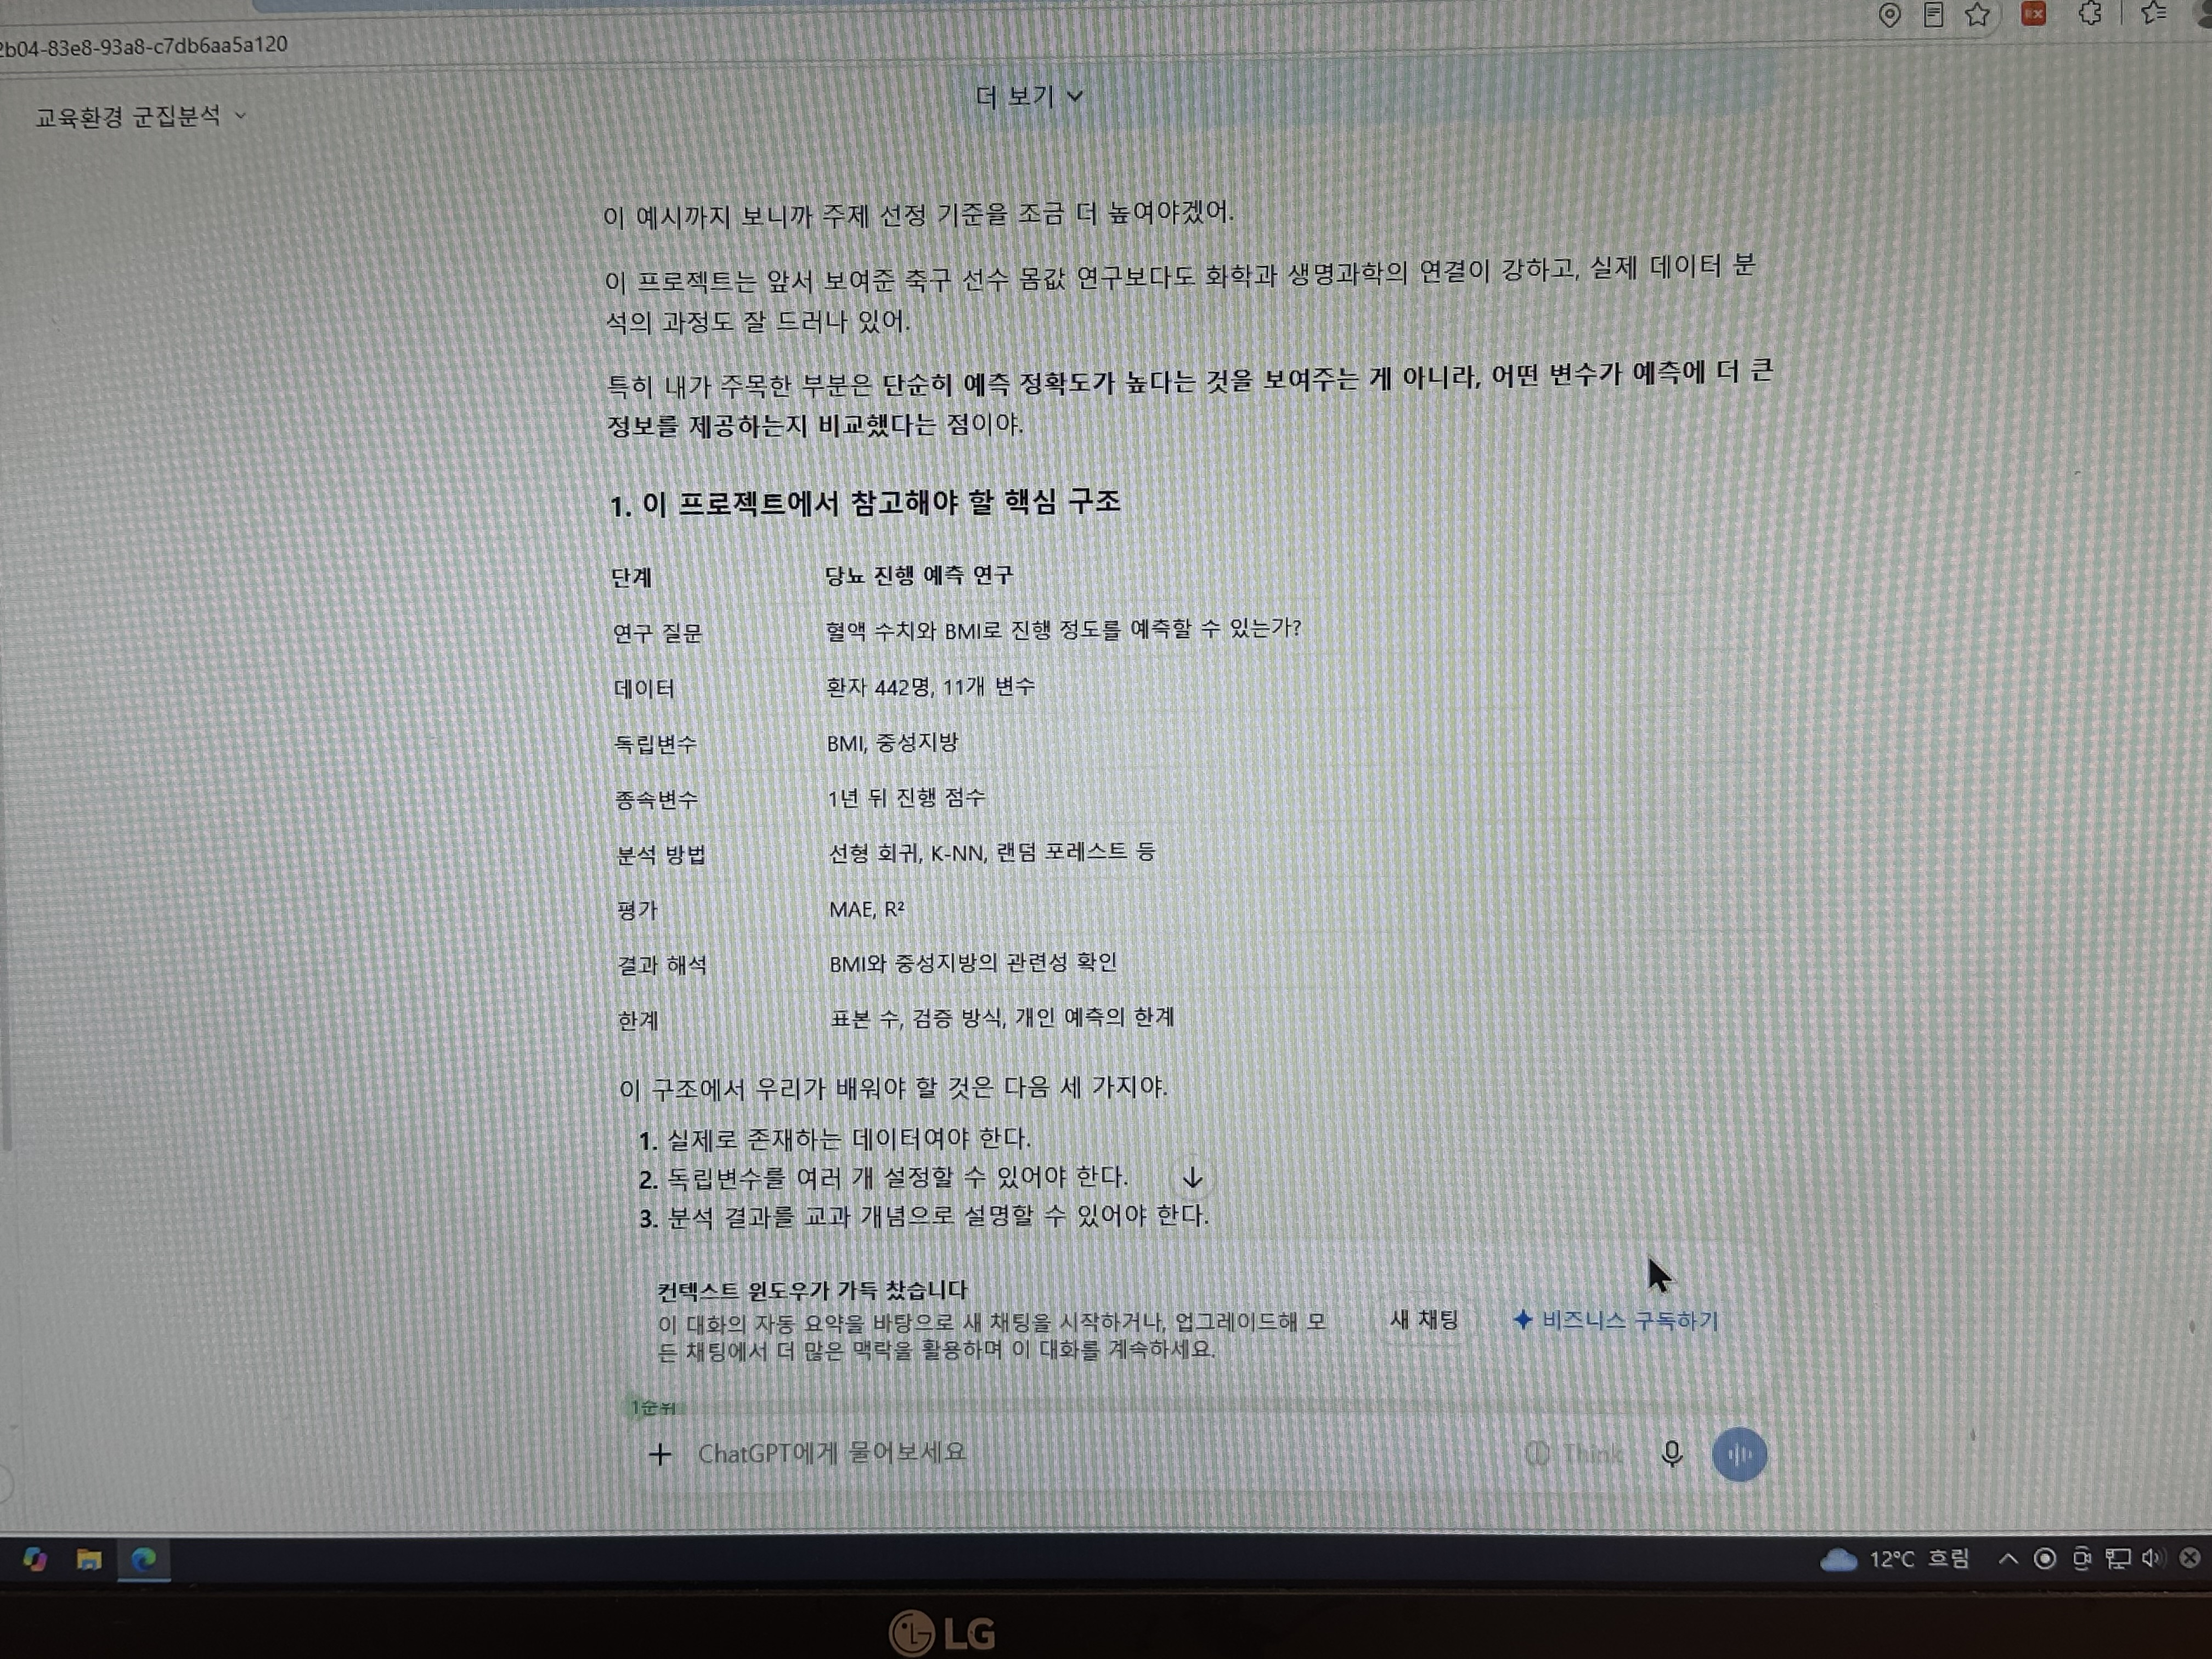 2b04-83e8-93a8-c7db6aa5a120
교육환경 군집분석
더 보기
이 예시까지 보니까 주제 선정 기준을 조금 더 높여야겠어.
이 프로젝트는 앞서 보여준 축구 선수 몸값 연구보다도 화학과 생명과학의 연결이 강하고, 실제 데이터 분
석의 과정도 잘 드러나 있어.
특히 내가 주목한 부분은 단순히 예측 정확도가 높다는 것을 보여주는 게 아니라, 어떤 변수가 예측에 더 큰
정보를 제공하는지 비교했다는 점이야.
1. 이 프로젝트에서 참고해야 할 핵심 구조
단계 당뇨 진행 예측 연구
연구 질문 혈액 수치와 BMI로 진행 정도를 예측할 수 있는가?
데이터 환자 442명, 11개 변수
독립변수 BMI, 중성지방
종속변수 1년 뒤 진행 점수
분석 방법 선형 회귀, K-NN, 랜덤 포레스트 등
평가 MAE, R²
결과 해석 BMI와 중성지방의 관련성 확인
한계 표본 수, 검증 방식, 개인 예측의 한계
이 구조에서 우리가 배워야 할 것은 다음 세 가지야.
1. 실제로 존재하는 데이터여야 한다.
2. 독립변수를 여러 개 설정할 수 있어야 한다.
3. 분석 결과를 교과 개념으로 설명할 수 있어야 한다.
컨텍스트 윈도우가 가득 찼습니다
이 대화의 자동 요약을 바탕으로 새 채팅을 시작하거나, 업그레이드해 모
든 채팅에서 더 많은 맥락을 활용하며 이 대화를 계속하세요.
새 채팅
비즈니스 구독하기
1순위
ChatGPT에게 물어보세요
Think
12°C 흐림
LG